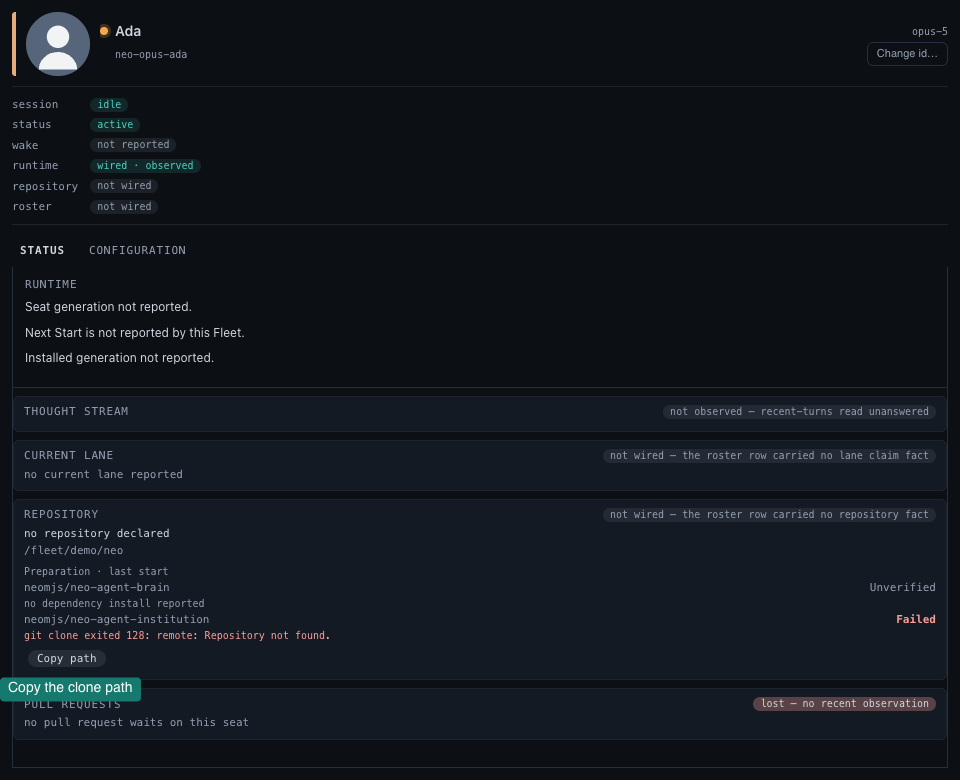 Ada
neo-opus-ada
opus-5
Change id…
session idle
status active
wake not reported
runtime wired · observed
repository not wired
roster not wired
STATUS CONFIGURATION
RUNTIME
Seat generation not reported.
Next Start is not reported by this Fleet.
Installed generation not reported.
THOUGHT STREAM not observed — recent-turns read unanswered
CURRENT LANE not wired — the roster row carried no lane claim fact
no current lane reported
REPOSITORY not wired — the roster row carried no repository fact
no repository declared
/fleet/demo/neo
Preparation · last start
neomjs/neo-agent-brain Unverified
no dependency install reported
neomjs/neo-agent-institution Failed
git clone exited 128: remote: Repository not found.
Copy path
Copy the clone path
PULL REQUESTS lost — no recent observation
no pull request waits on this seat